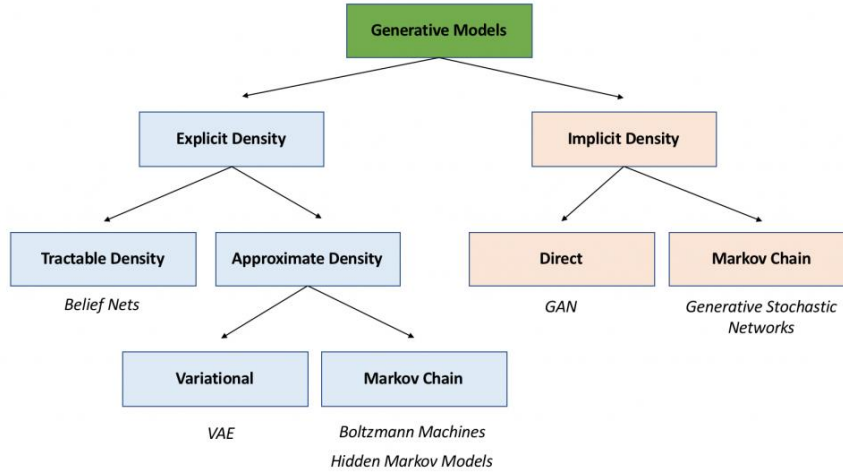 Generative Models
Explicit Density
Implicit Density
Tractable Density
Approximate Density
Direct
Markov Chain
Belief Nets
GAN
Generative Stochastic
Networks
Variational
Markov Chain
VAE
Boltzmann Machines
Hidden Markov Models